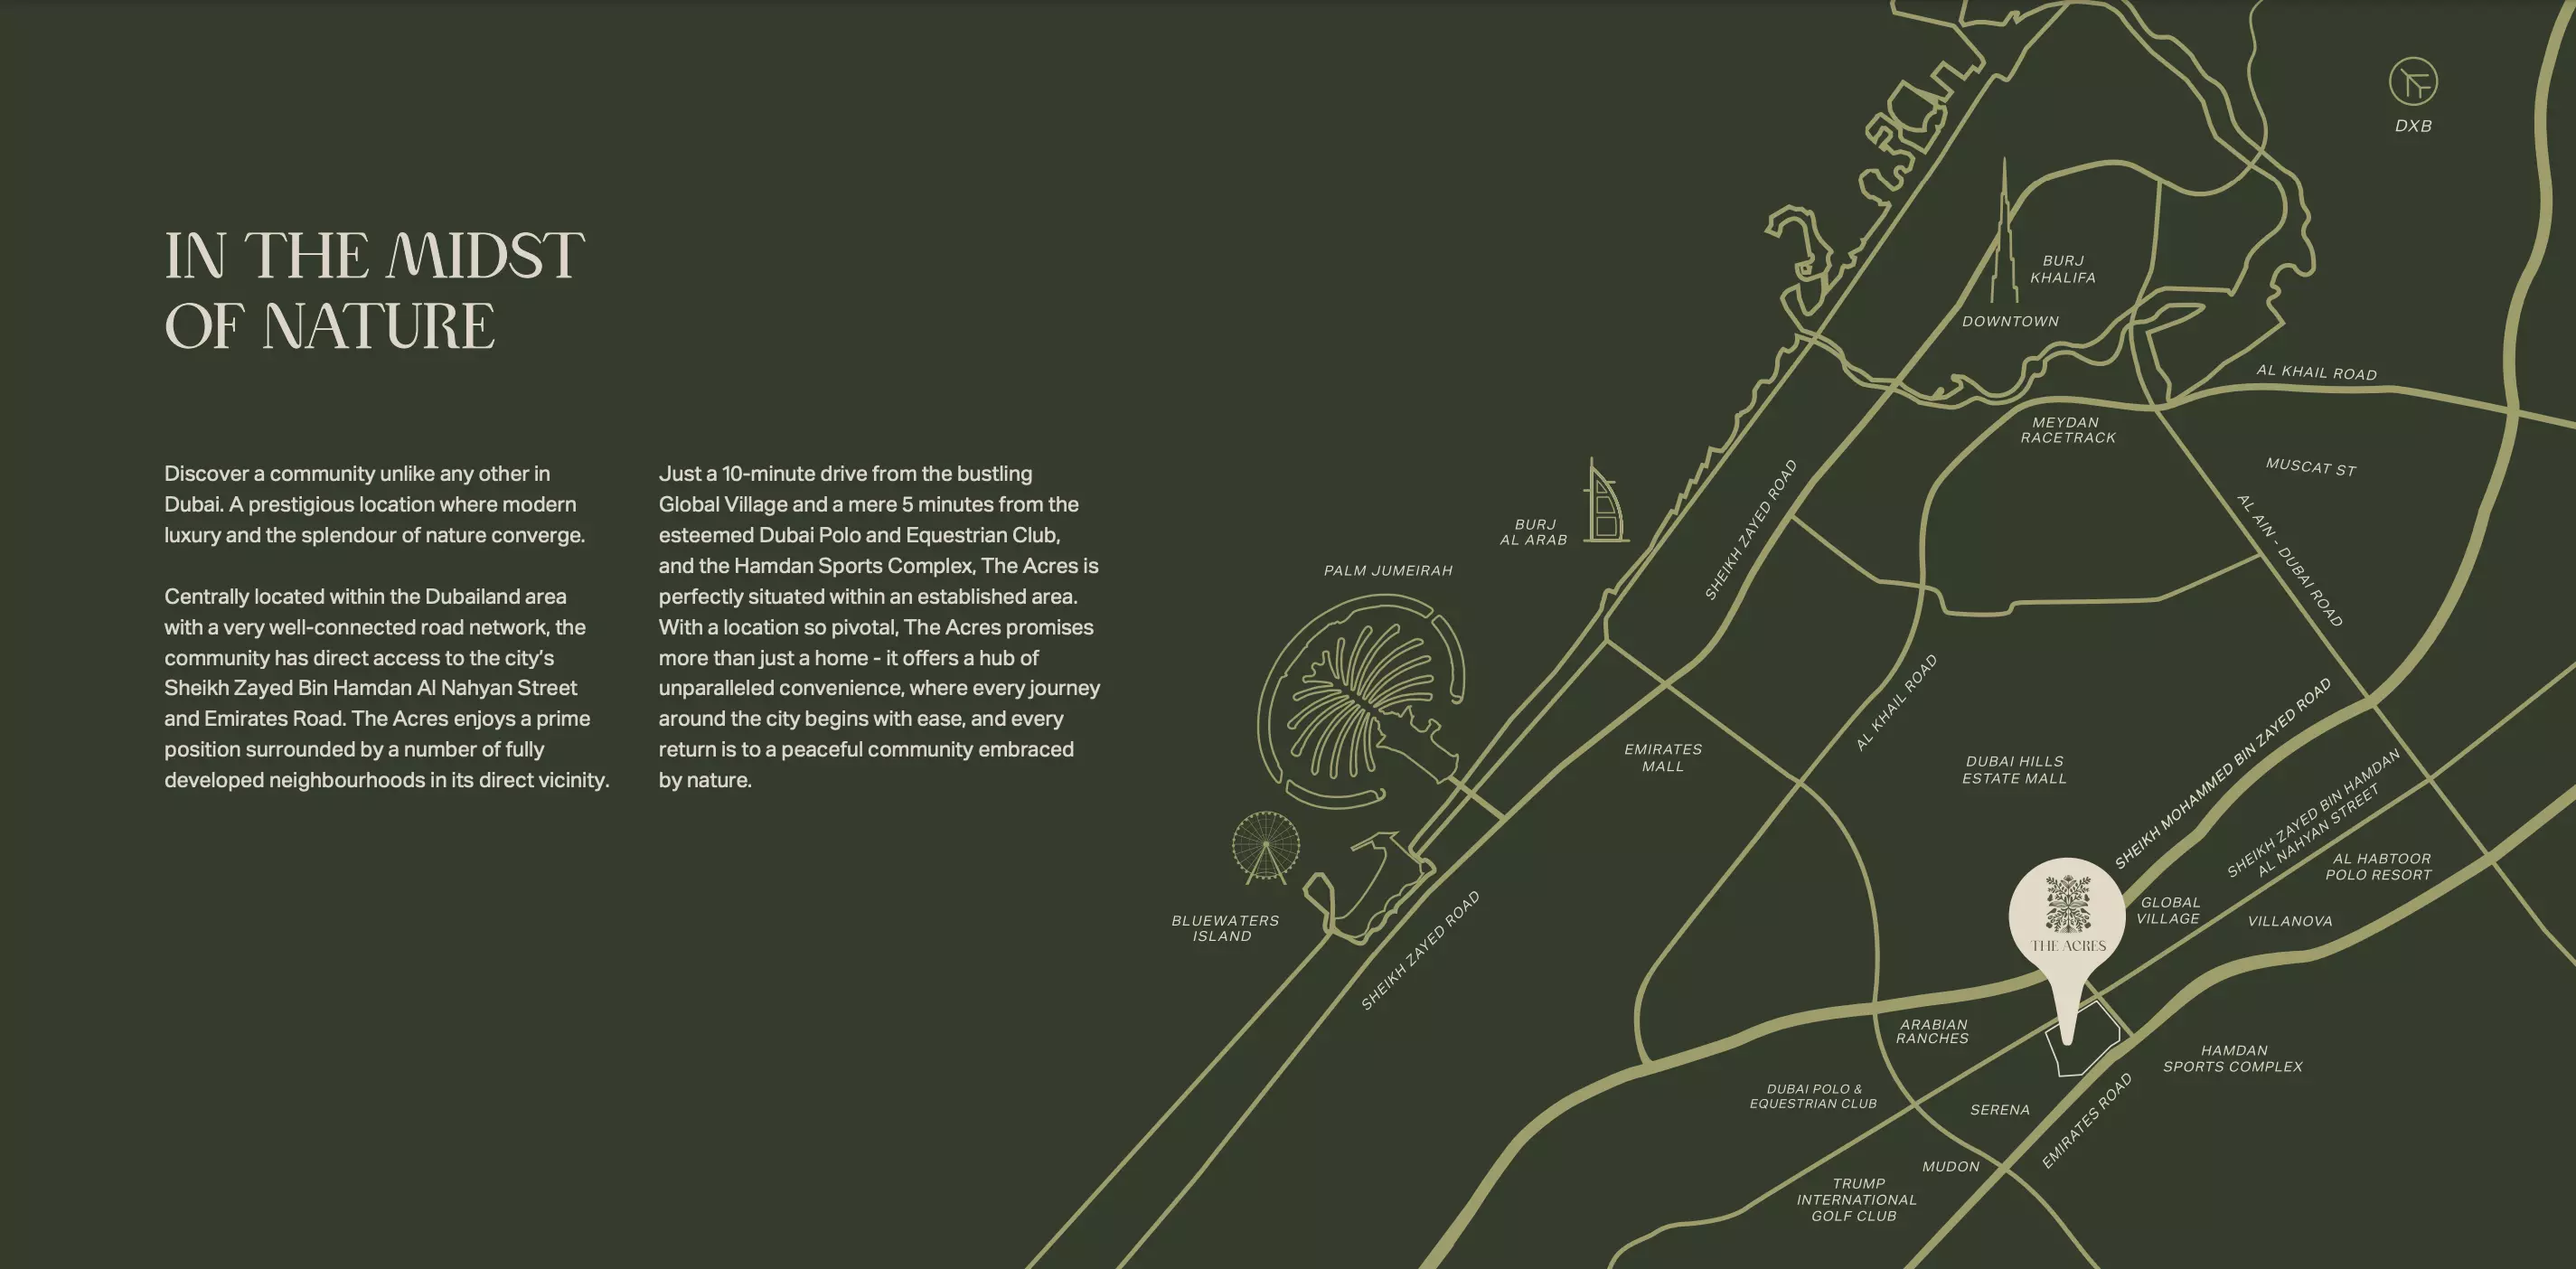 IN THE MIDST
OF NATURE
Discover a community unlike any other in
Dubai. A prestigious location where modern
luxury and the splendour of nature converge.
Centrally located within the Dubailand area
with a very well-connected road network, the
community has direct access to the city's
Sheikh Zayed Bin Hamdan Al Nahyan Street
and Emirates Road. The Acres enjoys a prime
position surrounded by a number of fully
developed neighbourhoods in its direct vicinity.
Just a 10-minute drive from the bustling
Global Village and a mere 5 minutes from the
esteemed Dubai Polo and Equestrian Club,
and the Hamdan Sports Complex, The Acres is
perfectly situated within an established area.
With a location so pivotal, The Acres promises
more than just a home - it offers a hub of
unparalleled convenience, where every journey
around the city begins with ease, and every
return is to a peaceful community embraced
by nature.
DXB
BURJ
KHALIFA
DOWNTOWN
AL KHAIL ROAD
MEYDAN
RACETRACK
MUSCAT ST
AL AIN - DUBAI ROAD
SHEIKH ZAYED ROAD
BURJ
AL ARAB
PALM JUMEIRAH
AL KHAIL ROAD
EMIRATES
MALL
DUBAI HILLS
ESTATE MALL
SHEIKH MOHAMMED BIN ZAYED ROAD
SHEIKH ZAYED BIN HAMDAN
AL NAHYAN STREET
AL HABTOOR
POLO RESORT
BLUEWATERS
ISLAND
SHEIKH ZAYED ROAD
THE ACRES
GLOBAL
VILLAGE
VILLANOVA
ARABIAN
RANCHES
HAMDAN
SPORTS COMPLEX
DUBAI POLO &
EQUESTRIAN CLUB
SERENA
EMIRATES ROAD
MUDON
TRUMP
INTERNATIONAL
GOLF CLUB